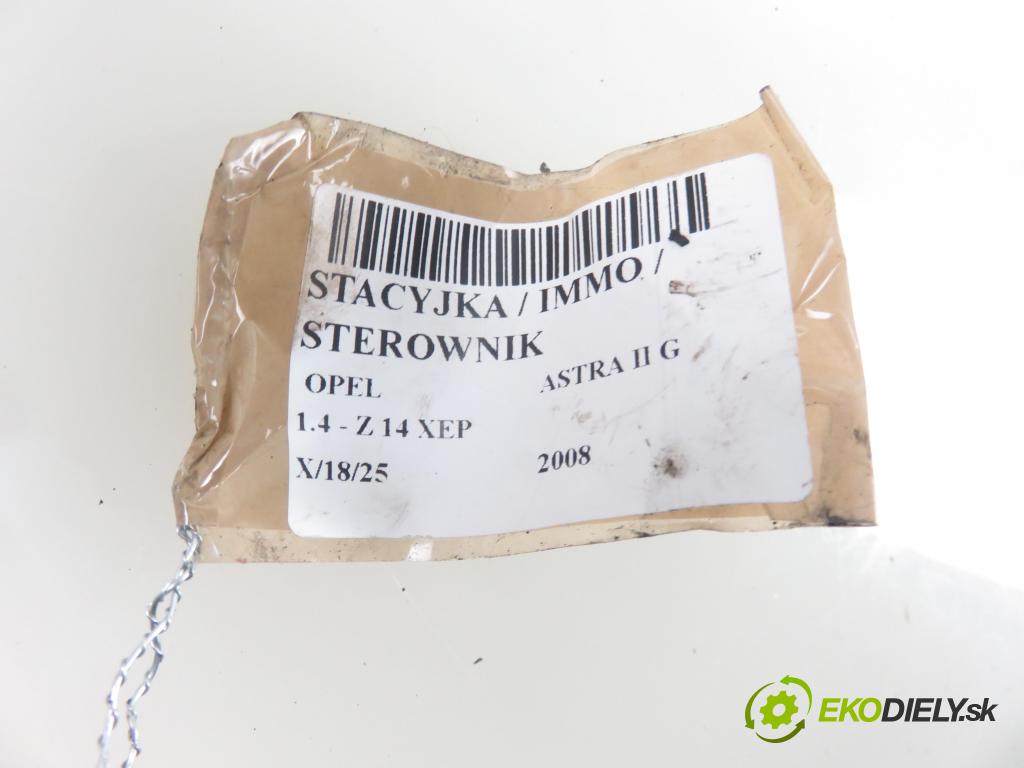 STACYJKA / IMMO. /
STEROWNIK
OPEL ASTRA II G
1.4 - Z 14 XEP
X/18/25 2008
EKODIELY.sk